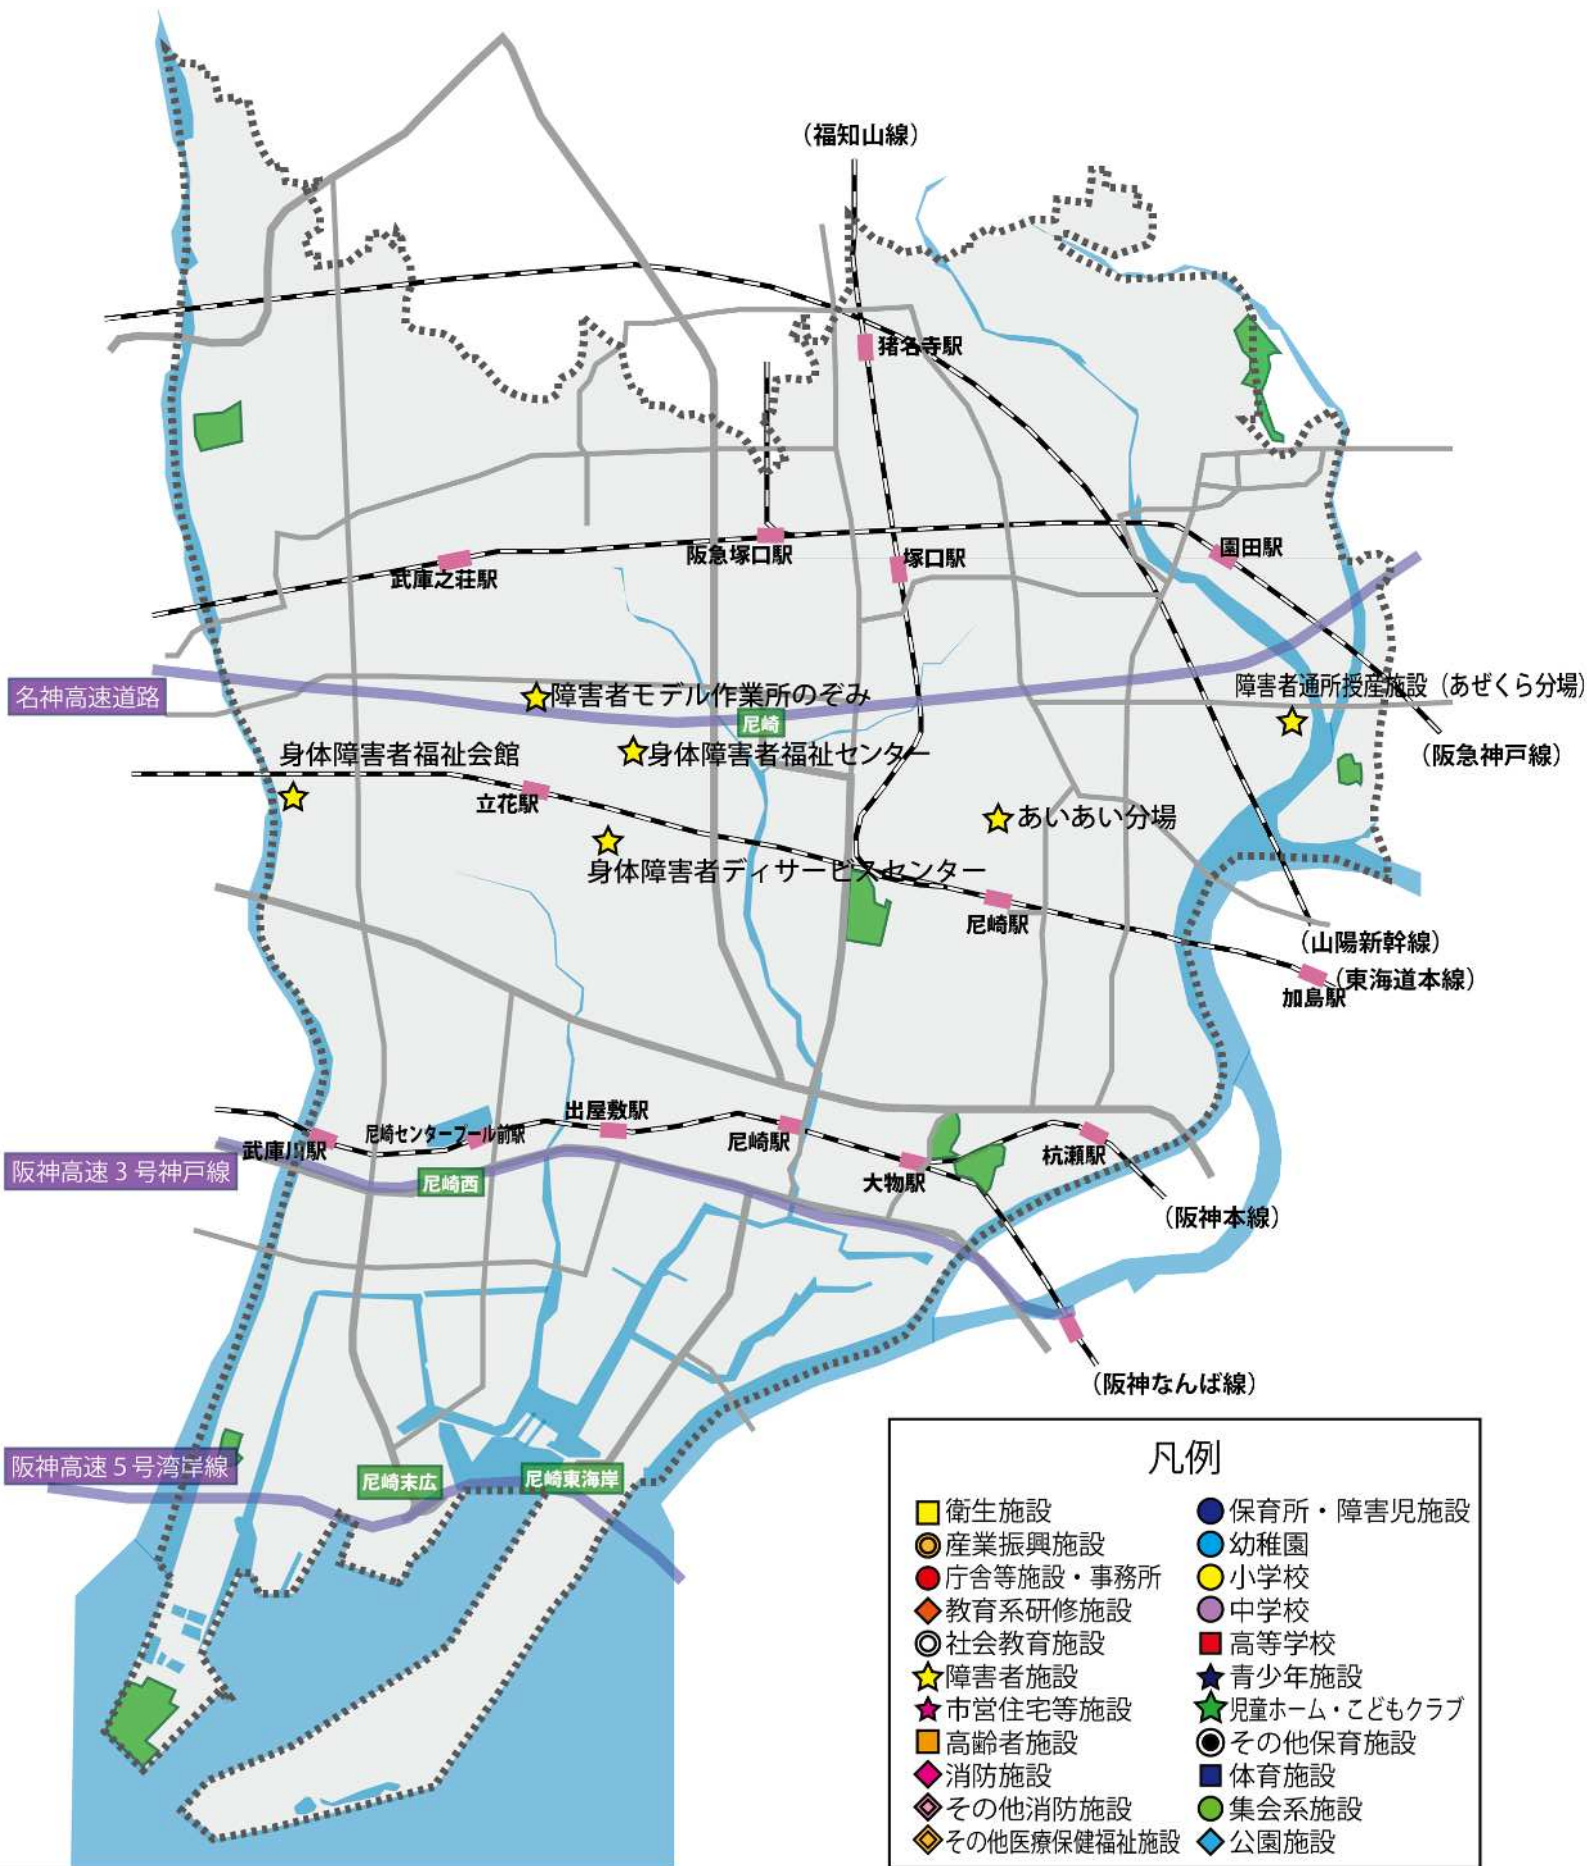 （福知山線）
猪名寺駅
阪急塚口駅
塚口駅
園田駅
武庫之荘駅
名神高速道路
障害者モデル作業所のぞみ
障害者通所授産施設（あぜくら分場）
尼崎
身体障害者福祉会館
身体障害者福祉センター
（阪急神戸線）
立花駅
あいあい分場
身体障害者ディサービスセンター
尼崎駅
（山陽新幹線）
（東海道本線）
加島駅
出屋敷駅
尼崎センタープール前駅
武庫川駅
尼崎駅
杭瀬駅
阪神高速３号神戸線
尼崎西
大物駅
（阪神本線）
（阪神なんば線）
阪神高速５号湾岸線
尼崎末広
尼崎東海岸
凡例
衛生施設
産業振興施設
庁舎等施設・事務所
教育系研修施設
社会教育施設
障害者施設
市営住宅等施設
高齢者施設
消防施設
その他消防施設
その他医療保健福祉施設
保育所・障害児施設
幼稚園
小学校
中学校
高等学校
青少年施設
児童ホーム・こどもクラブ
その他保育施設
体育施設
集会系施設
公園施設